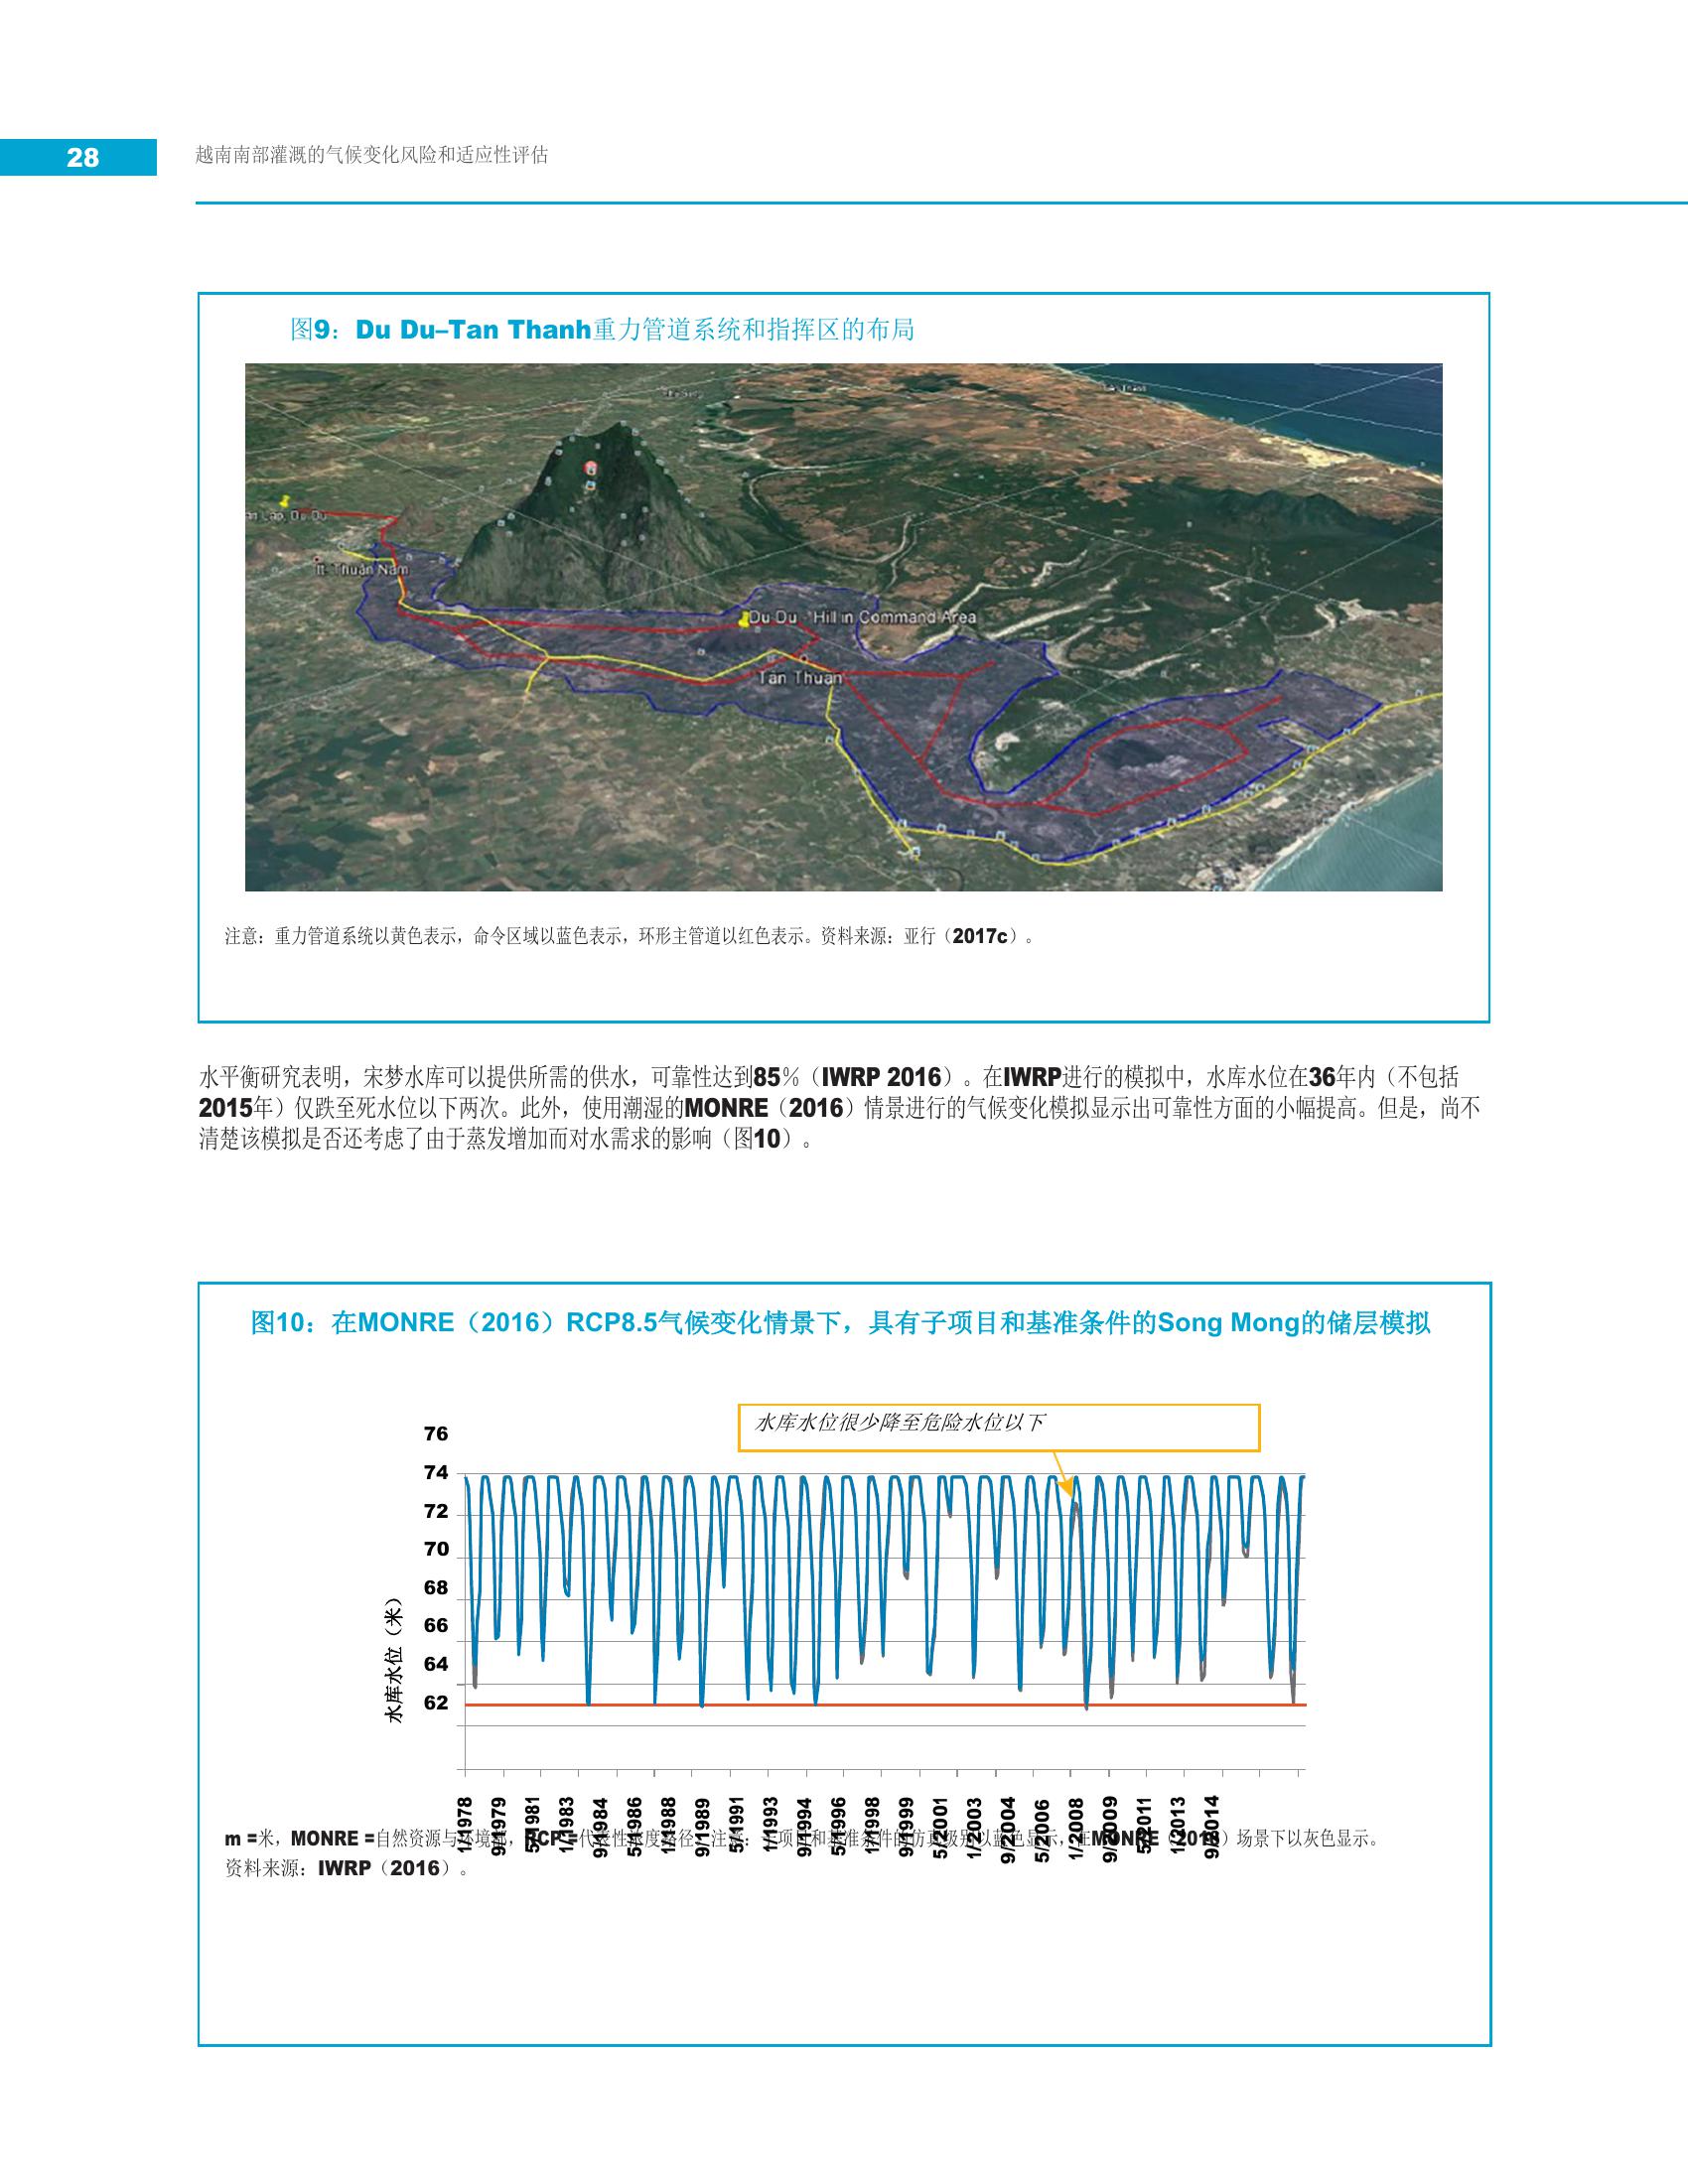 28
越南南部灌溉的气候变化风险和适应性评估
图9：Du Du–Tan Thanh重力管道系统和指挥区的布局
Du Du
tt. Thuận Nam
Du Du - Hill in Command Area
Tân Thuận
注意：重力管道系统以黄色表示，命令区域以蓝色表示，环形主管道以红色表示。资料来源：亚行（2017c）。
水平衡研究表明，宋梦水库可以提供所需的供水，可靠性达到85％（IWRP 2016）。在IWRP进行的模拟中，水库水位在36年内（不包括
2015年）仅跌至死水位以下两次。此外，使用潮湿的MONRE（2016）情景进行的气候变化模拟显示出可靠性方面的小幅提高。但是，尚不
清楚该模拟是否还考虑了由于蒸发增加而对水需求的影响（图10）。
图10：在MONRE（2016）RCP8.5气候变化情景下，具有子项目和基准条件的Song Mong的储层模拟
水库水位很少降至危险水位以下
76
74
72
70
68
66
64
62
水库水位（米）
1/1978
9/1979
5/1981
1/1983
9/1984
5/1986
1/1988
9/1989
5/1991
1/1993
9/1994
5/1996
1/1998
9/1999
5/2001
1/2003
9/2004
5/2006
1/2008
9/2009
5/2011
1/2013
9/2014
m =米，MONRE =自然资源与环境部，RCP =代表性浓度路径。注意：子项目和基准条件的仿真级别以蓝色显示，在MONRE（2016）场景下以灰色显示。
资料来源：IWRP（2016）。